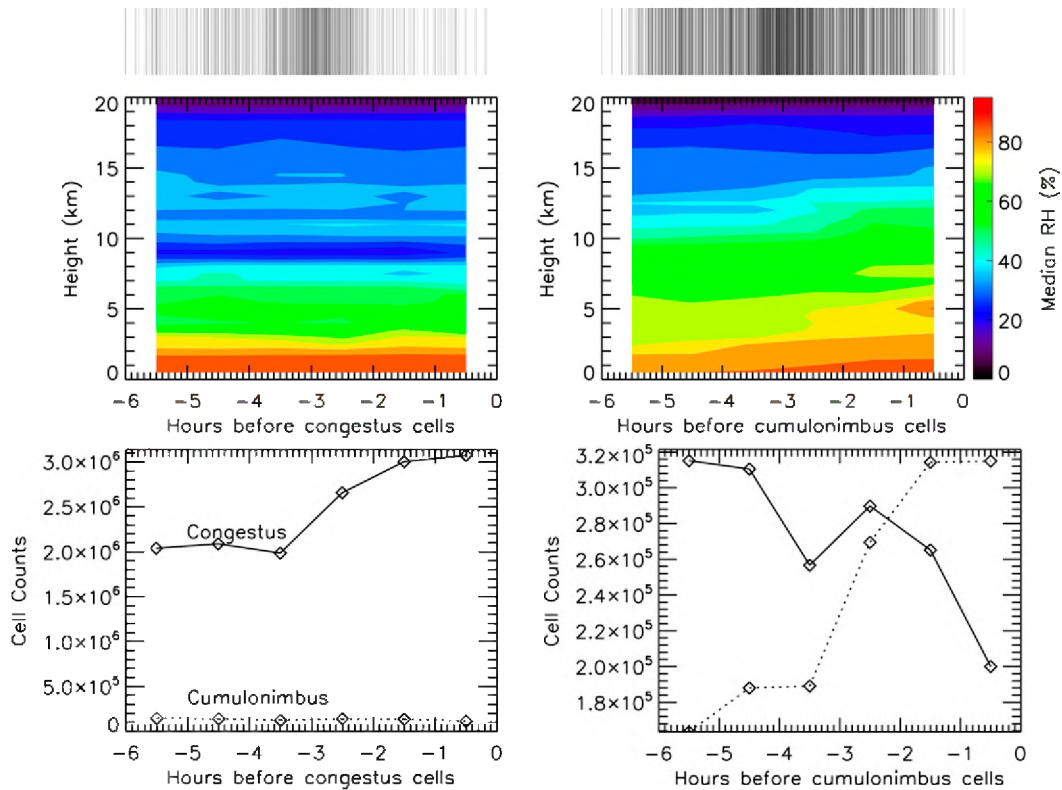 20
15
10
5
0
Height (km)
-6 -5 -4 -3 -2 -1 0
Hours before congestus cells
20
15
10
5
0
Height (km)
-6 -5 -4 -3 -2 -1 0
Hours before cumulonimbus cells
80
60
40
20
0
Median RH (%)
3.0×10⁶
2.5×10⁶
2.0×10⁶
1.5×10⁶
1.0×10⁶
5.0×10⁵
0
Cell Counts
Congestus
Cumulonimbus
-6 -5 -4 -3 -2 -1 0
Hours before congestus cells
3.2×10⁵
3.0×10⁵
2.8×10⁵
2.6×10⁵
2.4×10⁵
2.2×10⁵
2.0×10⁵
1.8×10⁵
Cell Counts
-6 -5 -4 -3 -2 -1 0
Hours before cumulonimbus cells